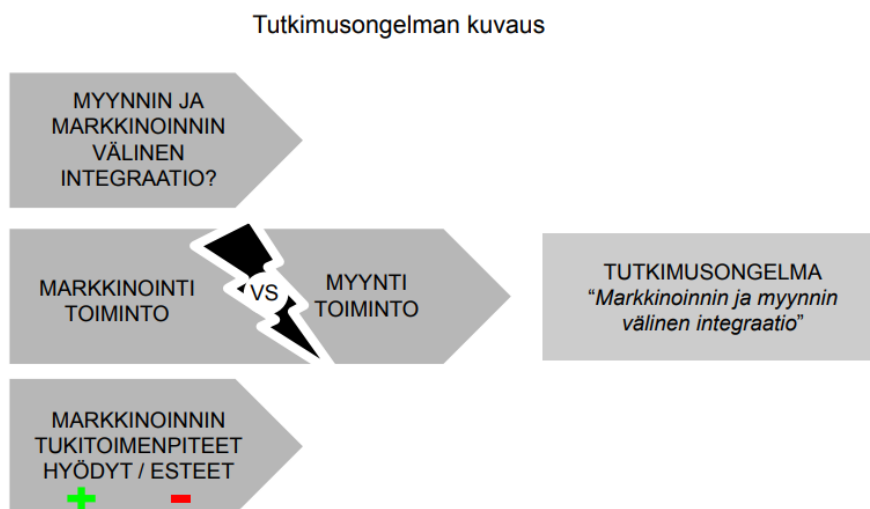 Tutkimusongelman kuvaus
MYYNNIN JA
MARKKINOINNIN
VÄLINEN
INTEGRAATIO?
MARKKINOINTI
TOIMINTO
VS
MYYNTI
TOIMINTO
TUTKIMUSONGELMA
“Markkinoinnin ja myynnin
välinen integraatio”
MARKKINOINNIN
TUKITOIMENPITEET
HYÖDYT / ESTEET